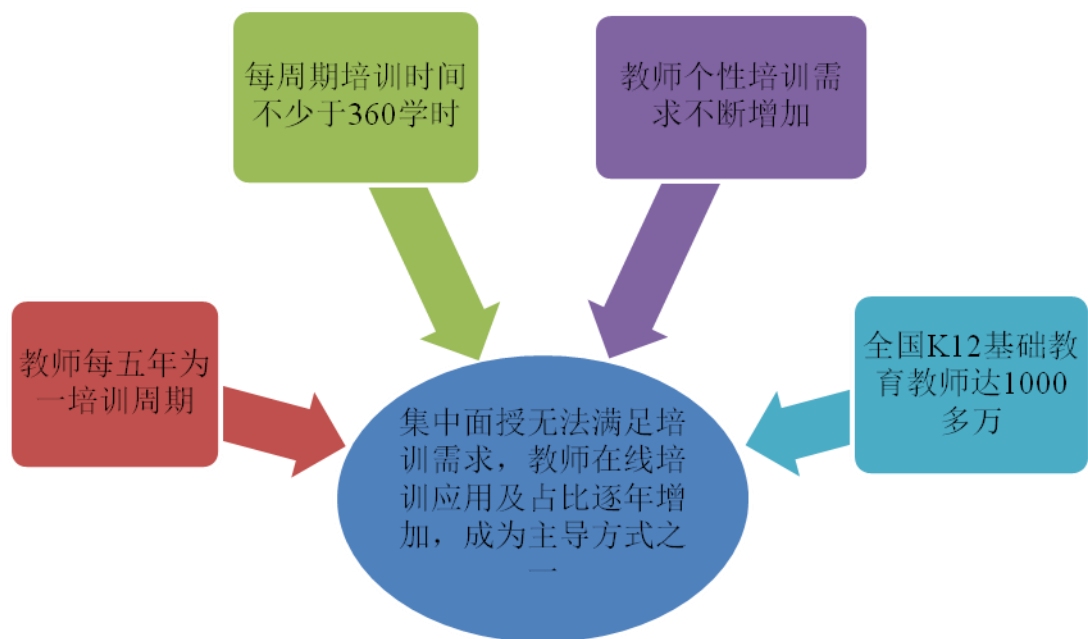 每周期培训时间
不少于360学时
教师个性培训需
求不断增加
教师每五年为
一培训周期
全国K12基础教
育教师达1000
多万
集中面授无法满足培
训需求，教师在线培
训应用及占比逐年增
加，成为主导方式之
一